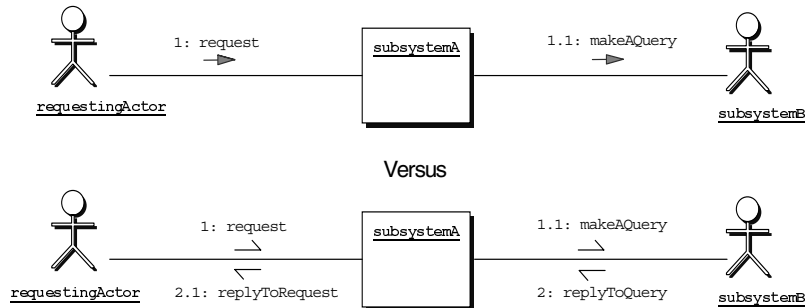 1: request
subsystemA
1.1: makeAQuery
requestingActor
subsystemB
Versus
1: request
subsystemA
1.1: makeAQuery
requestingActor
2.1: replyToRequest
2: replyToQuery
subsystemB